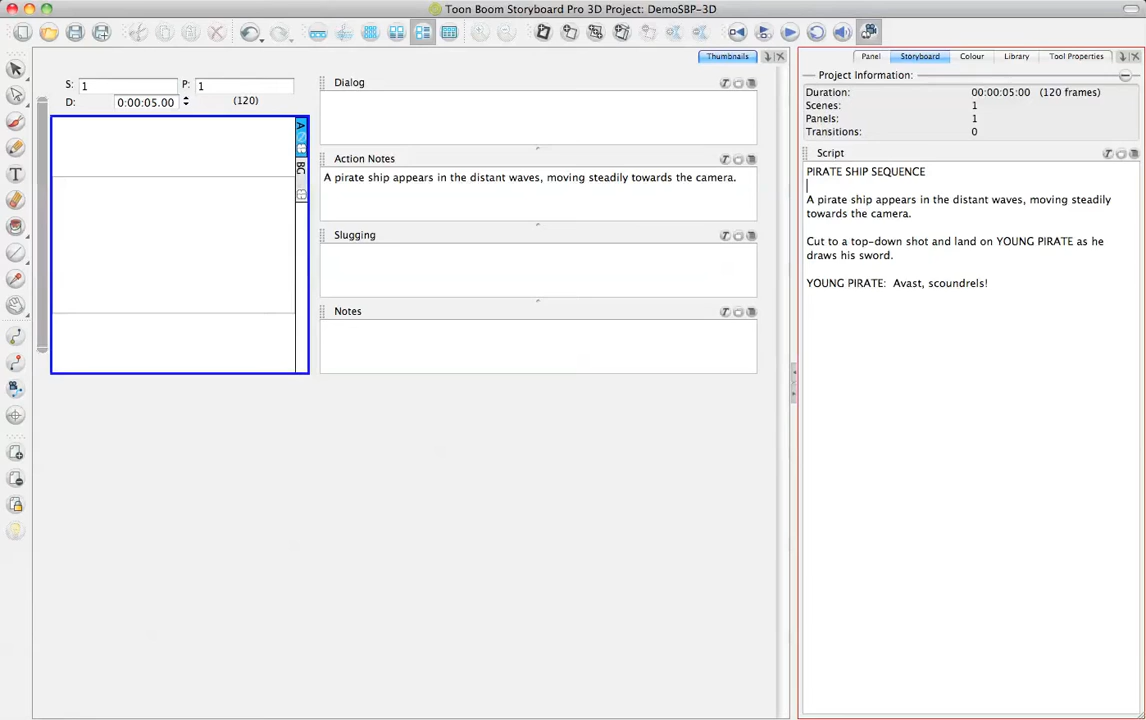 Toon Boom Storyboard Pro 3D Project: DemoSBP-3D
Thumbnails
Panel Storyboard Colour Library Tool Properties
S: 1 P: 1
D: 0:00:05.00 (120)
A
BG
Dialog
Action Notes
A pirate ship appears in the distant waves, moving steadily towards the camera.
Slugging
Notes
Project Information:
Duration: 00:00:05:00 (120 frames)
Scenes: 1
Panels: 1
Transitions: 0
Script
PIRATE SHIP SEQUENCE
A pirate ship appears in the distant waves, moving steadily
towards the camera.
Cut to a top-down shot and land on YOUNG PIRATE as he
draws his sword.
YOUNG PIRATE: Avast, scoundrels!